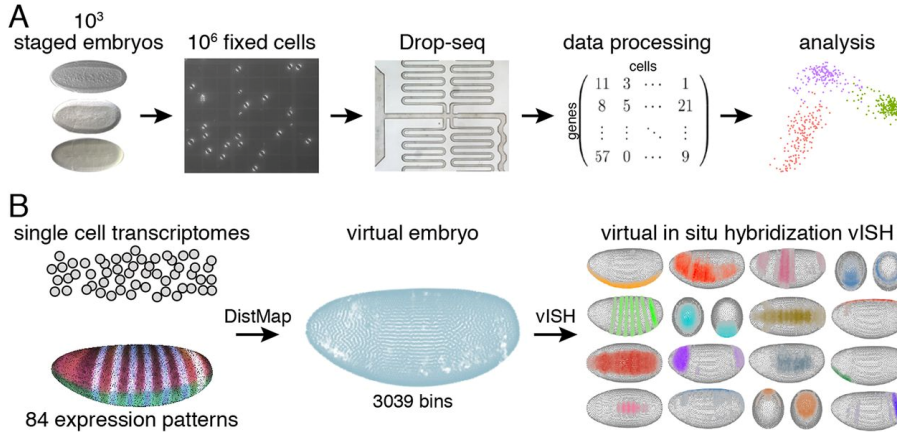 A
10³
staged embryos
10⁶ fixed cells
Drop-seq
data processing
analysis
cells
genes
11 3 ⋯ 1
8 5 ⋯ 21
⋮ ⋮ ⋱ ⋮
57 0 ⋯ 9
B
single cell transcriptomes
virtual embryo
virtual in situ hybridization vISH
DistMap
vISH
84 expression patterns
3039 bins